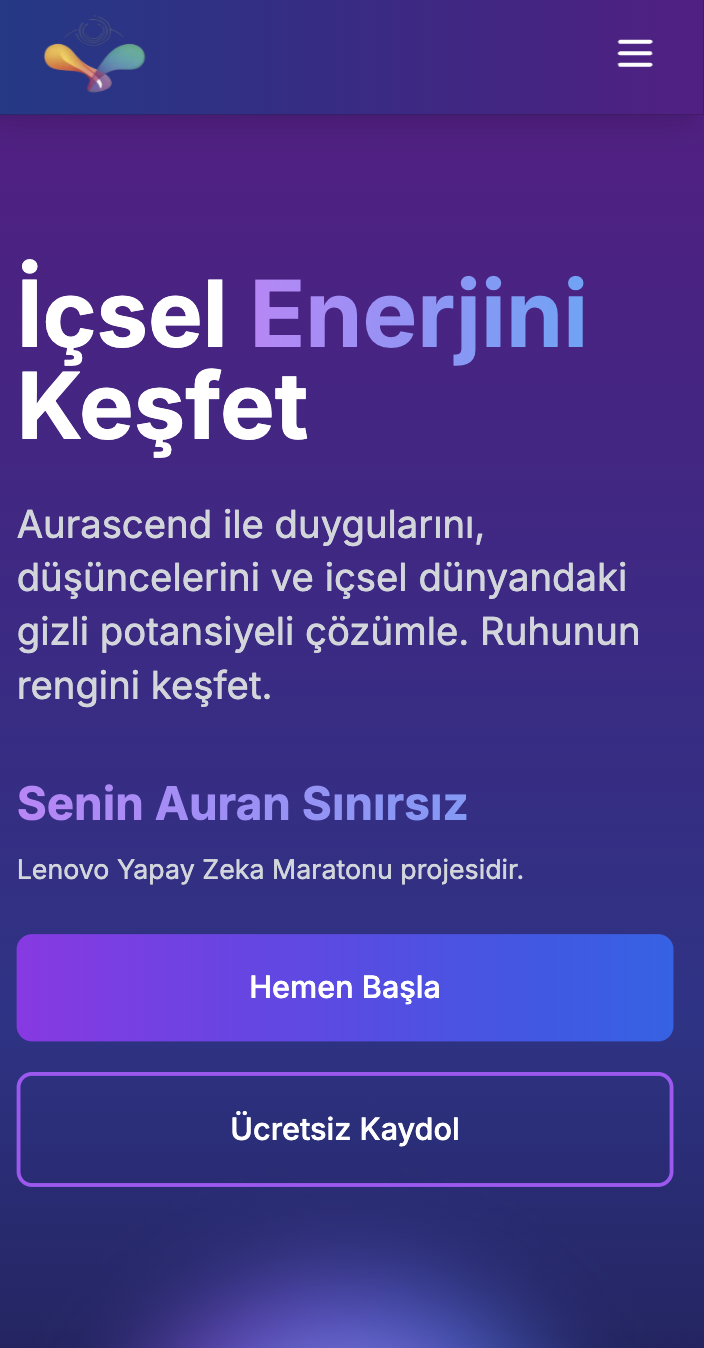 İçsel Enerjini
Keşfet
Aurascend ile duygularını,
düşüncelerini ve içsel dünyandaki
gizli potansiyeli çözümle. Ruhunun
rengini keşfet.
Senin Auran Sınırsız
Lenovo Yapay Zeka Maratonu projesidir.
Hemen Başla
Ücretsiz Kaydol